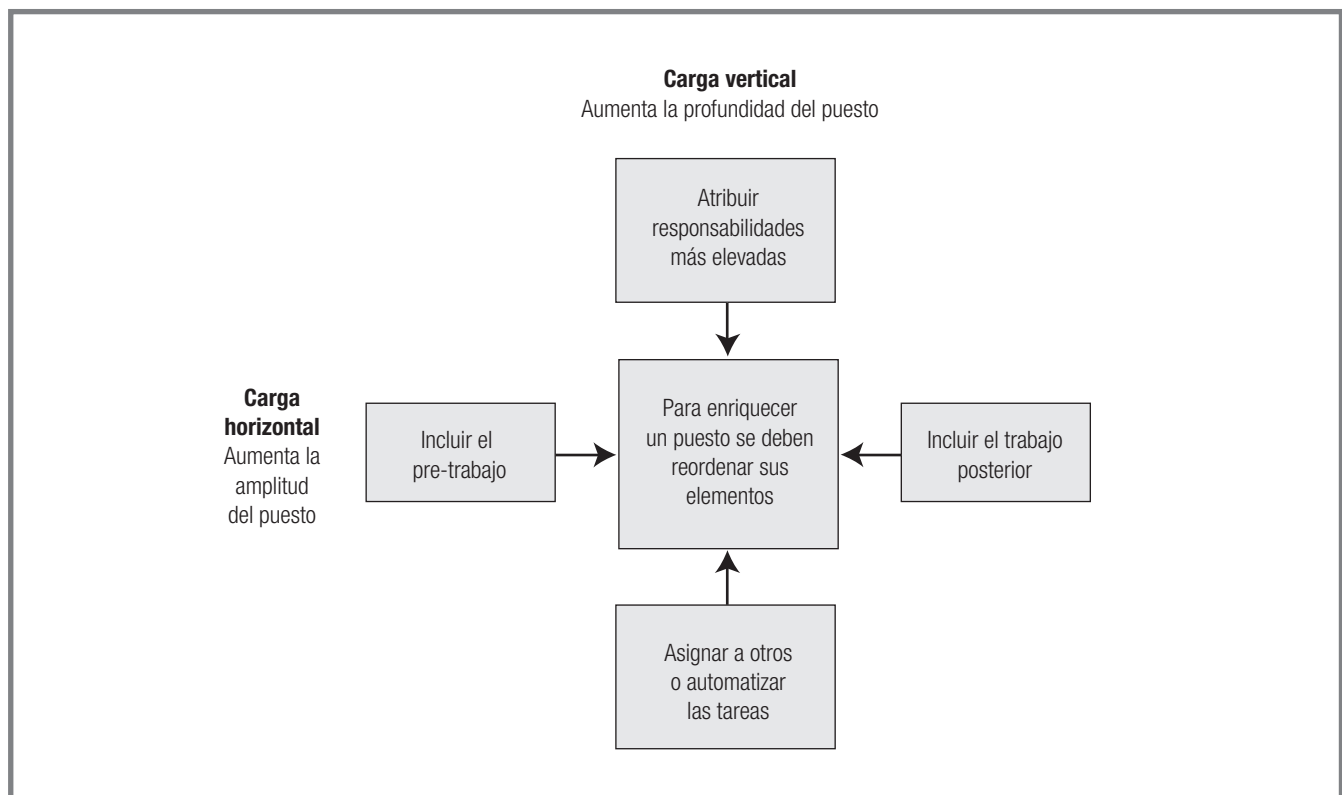 Carga vertical
Aumenta la profundidad del puesto
Atribuir
responsabilidades
más elevadas
Carga
horizontal
Aumenta la
amplitud
del puesto
Incluir el
pre-trabajo
Para enriquecer
un puesto se deben
reordenar sus
elementos
Incluir el trabajo
posterior
Asignar a otros
o automatizar
las tareas